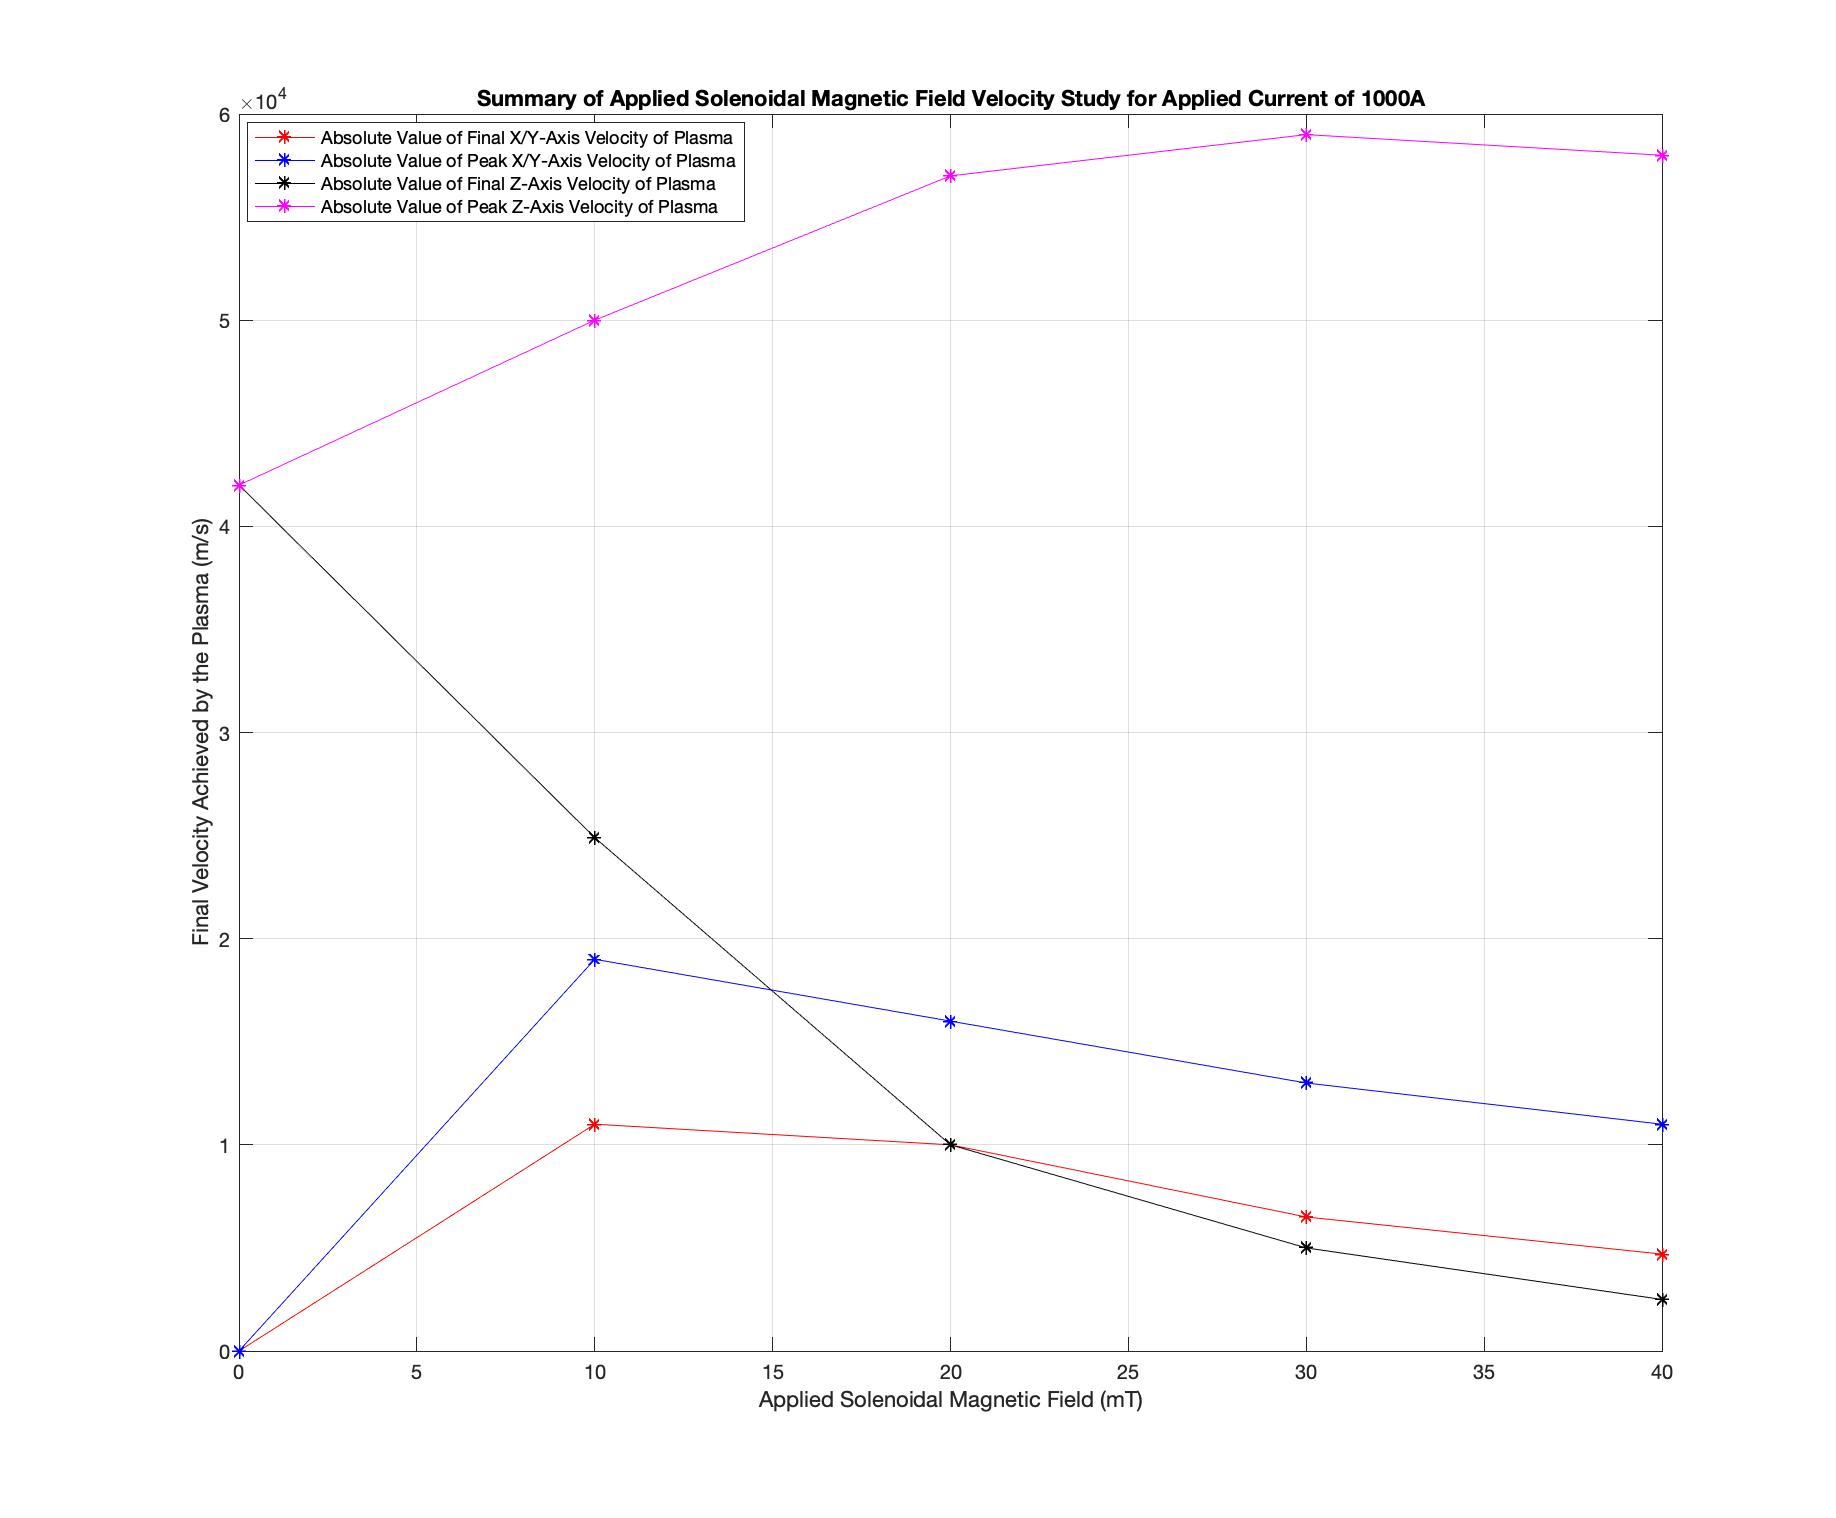 Summary of Applied Solenoidal Magnetic Field Velocity Study for Applied Current of 1000A
×10⁴
Absolute Value of Final X/Y-Axis Velocity of Plasma
Absolute Value of Peak X/Y-Axis Velocity of Plasma
Absolute Value of Final Z-Axis Velocity of Plasma
Absolute Value of Peak Z-Axis Velocity of Plasma
Final Velocity Achieved by the Plasma (m/s)
6
5
4
3
2
1
0
0 5 10 15 20 25 30 35 40
Applied Solenoidal Magnetic Field (mT)